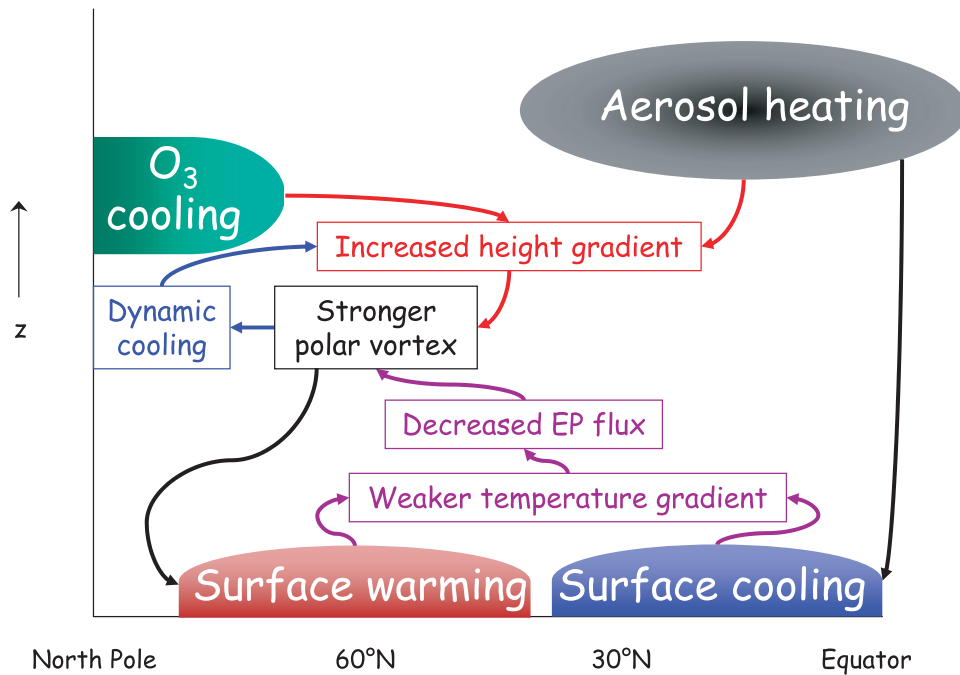 Aerosol heating
O₃
cooling
Increased height gradient
Dynamic
cooling
Stronger
polar vortex
z
Decreased EP flux
Weaker temperature gradient
Surface warming
Surface cooling
North Pole
60°N
30°N
Equator